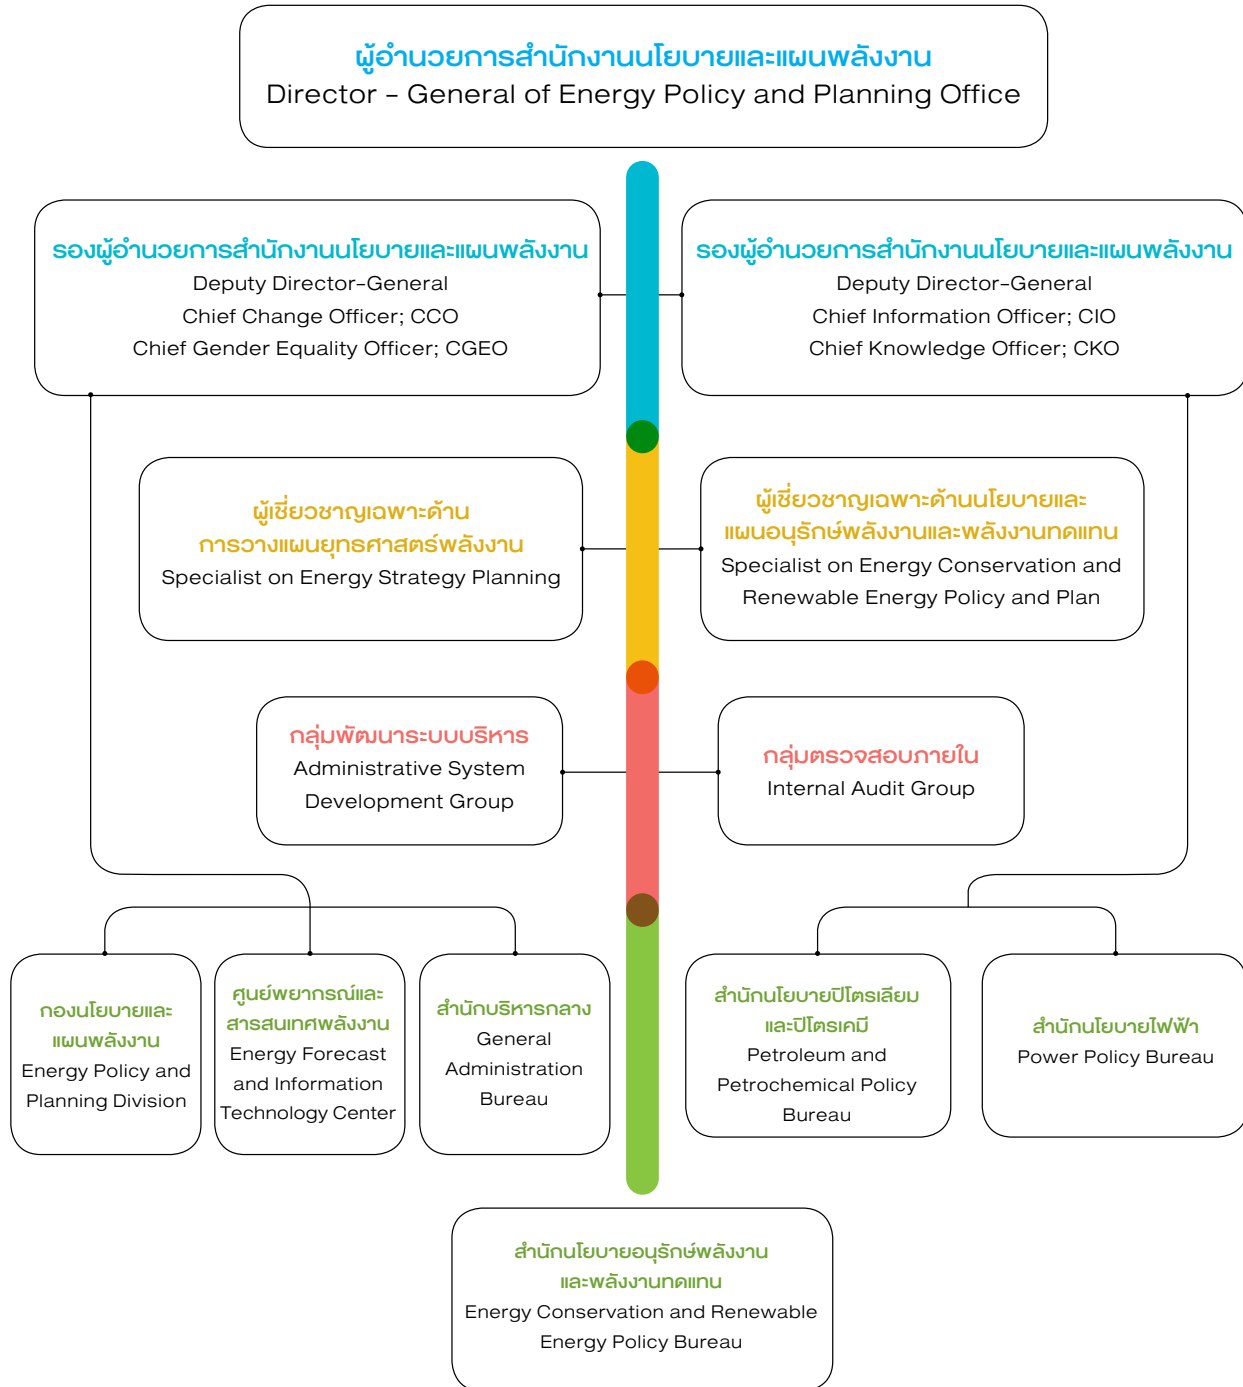 ผู้อำนวยการสำนักงานนโยบายและแผนพลังงาน
Director - General of Energy Policy and Planning Office
รองผู้อำนวยการสำนักงานนโยบายและแผนพลังงาน
Deputy Director-General
Chief Change Officer; CCO
Chief Gender Equality Officer; CGEO
รองผู้อำนวยการสำนักงานนโยบายและแผนพลังงาน
Deputy Director-General
Chief Information Officer; CIO
Chief Knowledge Officer; CKO
ผู้เชี่ยวชาญเฉพาะด้าน
การวางแผนยุทธศาสตร์พลังงาน
Specialist on Energy Strategy Planning
ผู้เชี่ยวชาญเฉพาะด้านนโยบายและ
แผนอนุรักษ์พลังงานและพลังงานทดแทน
Specialist on Energy Conservation and
Renewable Energy Policy and Plan
กลุ่มพัฒนาระบบบริหาร
Administrative System
Development Group
กลุ่มตรวจสอบภายใน
Internal Audit Group
กองนโยบายและ
แผนพลังงาน
Energy Policy and
Planning Division
ศูนย์พยากรณ์และ
สารสนเทศพลังงาน
Energy Forecast
and Information
Technology Center
สำนักบริหารกลาง
General
Administration
Bureau
สำนักนโยบายปิโตรเลียม
และปิโตรเคมี
Petroleum and
Petrochemical Policy
Bureau
สำนักนโยบายไฟฟ้า
Power Policy Bureau
สำนักนโยบายอนุรักษ์พลังงาน
และพลังงานทดแทน
Energy Conservation and Renewable
Energy Policy Bureau